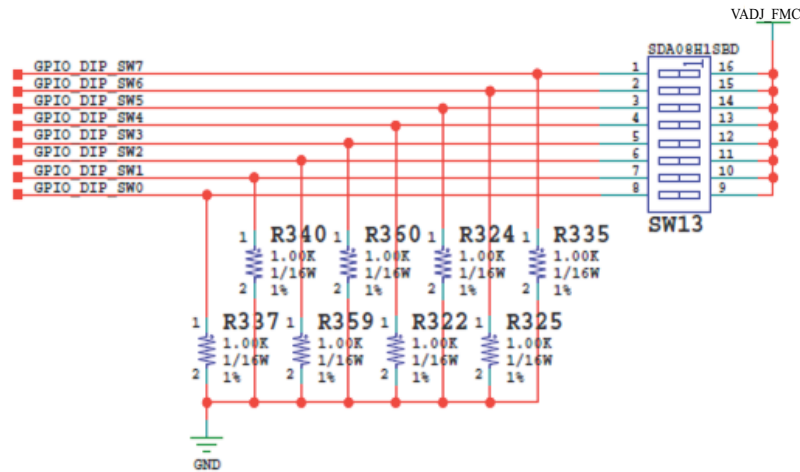 VADJ_FMC
SDA08H1SBD
GPIO_DIP_SW7 1 1 16
GPIO_DIP_SW6 2 15
GPIO_DIP_SW5 3 14
GPIO_DIP_SW4 4 13
GPIO_DIP_SW3 5 12
GPIO_DIP_SW2 6 11
GPIO_DIP_SW1 7 10
GPIO_DIP_SW0 8 9
SW13
1 R340 1 R360 1 R324 1 R335
1.00K 1.00K 1.00K 1.00K
1/16W 1/16W 1/16W 1/16W
2 1% 2 1% 2 1% 2 1%
1 R337 1 R359 1 R322 1 R325
1.00K 1.00K 1.00K 1.00K
1/16W 1/16W 1/16W 1/16W
2 1% 2 1% 2 1% 2 1%
GND